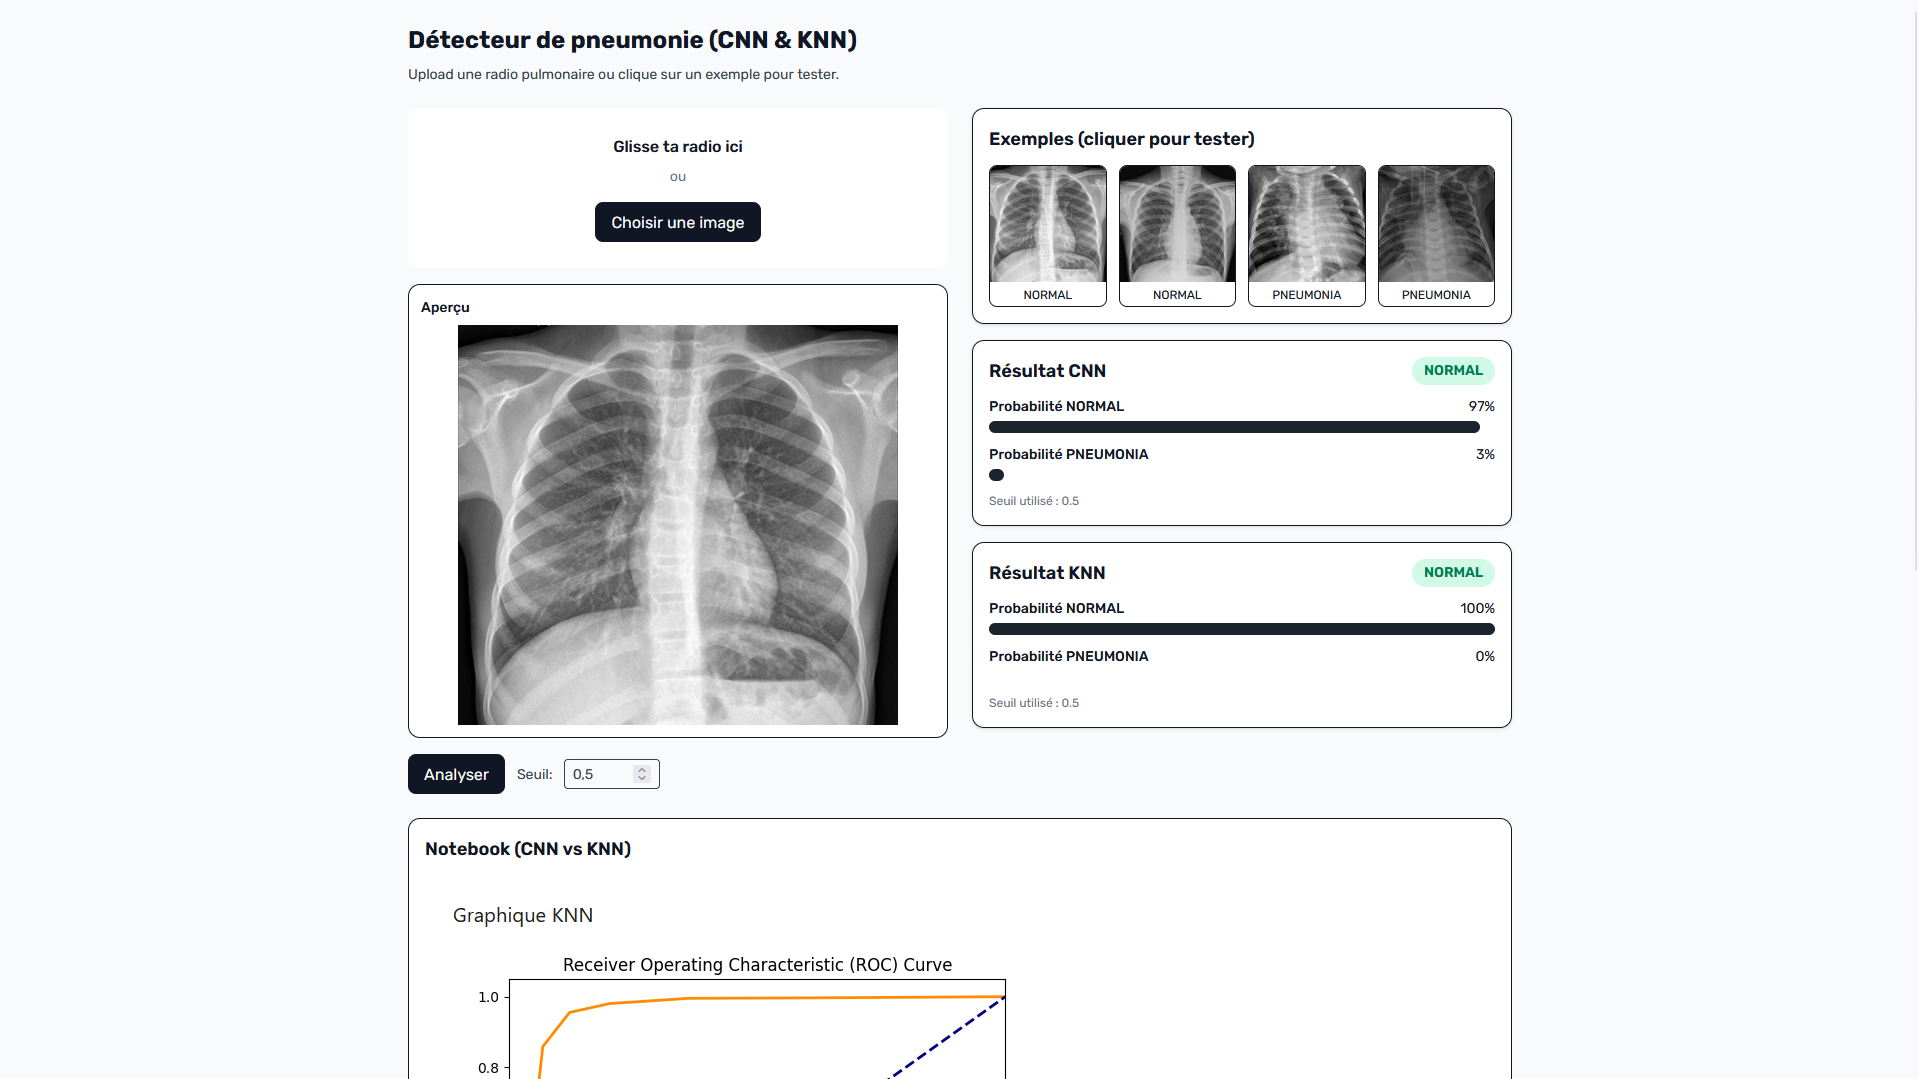 Détecteur de pneumonie (CNN & KNN)
Upload une radio pulmonaire ou clique sur un exemple pour tester.
Glisse ta radio ici
ou
Choisir une image
Aperçu
Analyser
Seuil:
0,5
Exemples (cliquer pour tester)
NORMAL
NORMAL
PNEUMONIA
PNEUMONIA
Résultat CNN
NORMAL
Probabilité NORMAL
97%
Probabilité PNEUMONIA
3%
Seuil utilisé : 0.5
Résultat KNN
NORMAL
Probabilité NORMAL
100%
Probabilité PNEUMONIA
0%
Seuil utilisé : 0.5
Notebook (CNN vs KNN)
Graphique KNN
Receiver Operating Characteristic (ROC) Curve
1.0
0.8